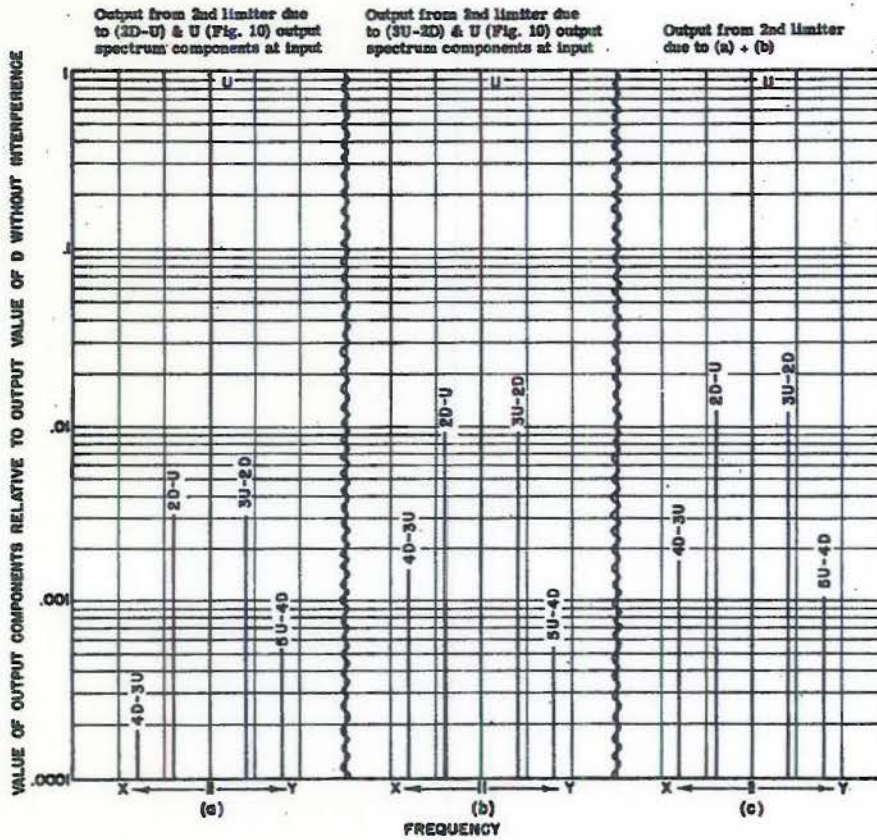 Output from 2nd limiter due
to (2D-U) & U (Fig. 10) output
spectrum components at input
Output from 2nd limiter due
to (3U-2D) & U (Fig. 10) output
spectrum components at input
Output from 2nd limiter
due to (a) + (b)
VALUE OF OUTPUT COMPONENTS RELATIVE TO OUTPUT VALUE OF D WITHOUT INTERFERENCE
1
.1
.01
.001
.0001
U
2D-U
3U-2D
4D-3U
5U-4D
U
2D-U
3U-2D
4D-3U
5U-4D
U
2D-U
3U-2D
4D-3U
5U-4D
X Y
X Y
X Y
(a) (b) (c)
FREQUENCY